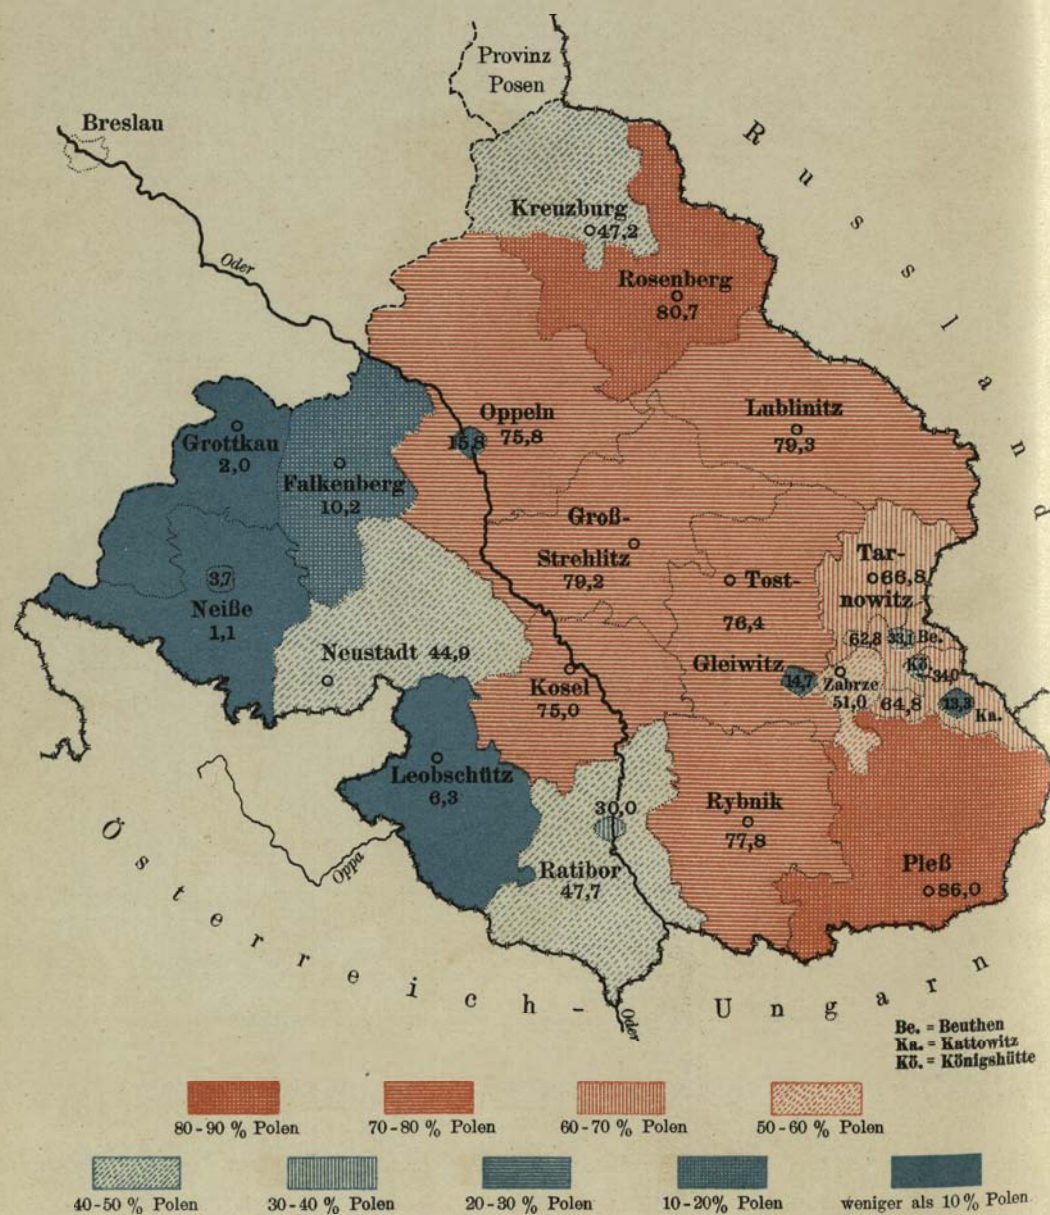 Provinz
Posen
Breslau
Russland
Kreuzburg
47,2
Oder
Rosenberg
80,7
Oppeln
75,8
15,8
Lublinitz
79,3
Grottkau
2,0
Falkenberg
10,2
Groß-
Strehlitz
79,2
Tar-
66,8
nowitz
Tost-
76,4
Gleiwitz
14,7
3,7
Neiße
1,1
62,8
33,1 Be.
Kö.
34,0
Zabrze
51,0
64,8
13,3
Ka.
Neustadt 44,9
Kosel
75,0
Leobschütz
6,3
30,0
Rybnik
77,8
Ratibor
47,7
Pleß
86,0
Oppa
Österreich-Ungarn
Oder
Be. = Beuthen
Ka. = Kattowitz
Kö. = Königshütte
80-90 % Polen
70-80 % Polen
60-70 % Polen
50-60 % Polen
40-50 % Polen
30-40 % Polen
20-30 % Polen
10-20% Polen
weniger als 10% Polen